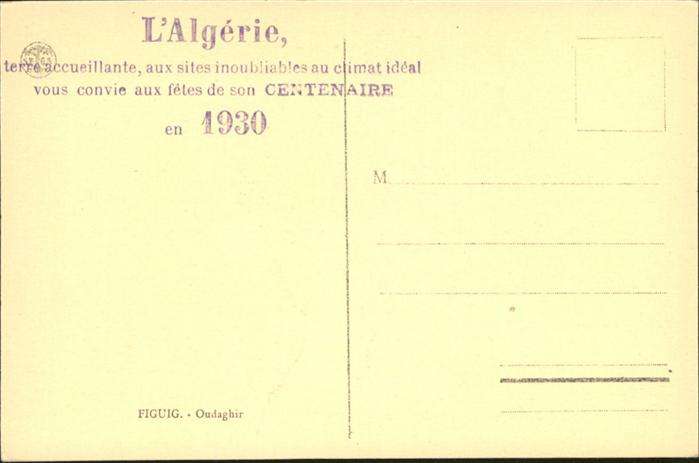 L'Algérie,
terre accueillante, aux sites inoubliables au climat idéal
vous convie aux fêtes de son CENTENAIRE
en 1930
M
FIGUIG. - Oudaghir